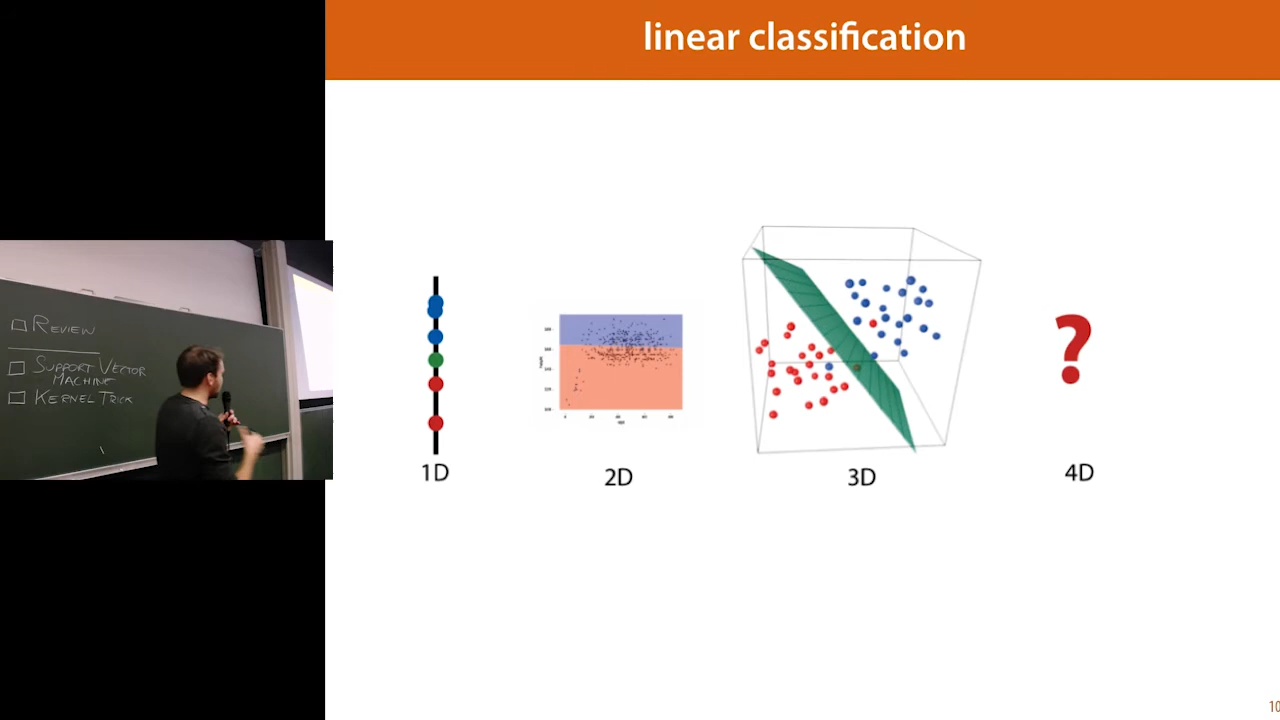 linear classification
REVIEW
SUPPORT VECTOR
MACHINE
KERNEL TRICK
1D
2D
3D
?
4D
10